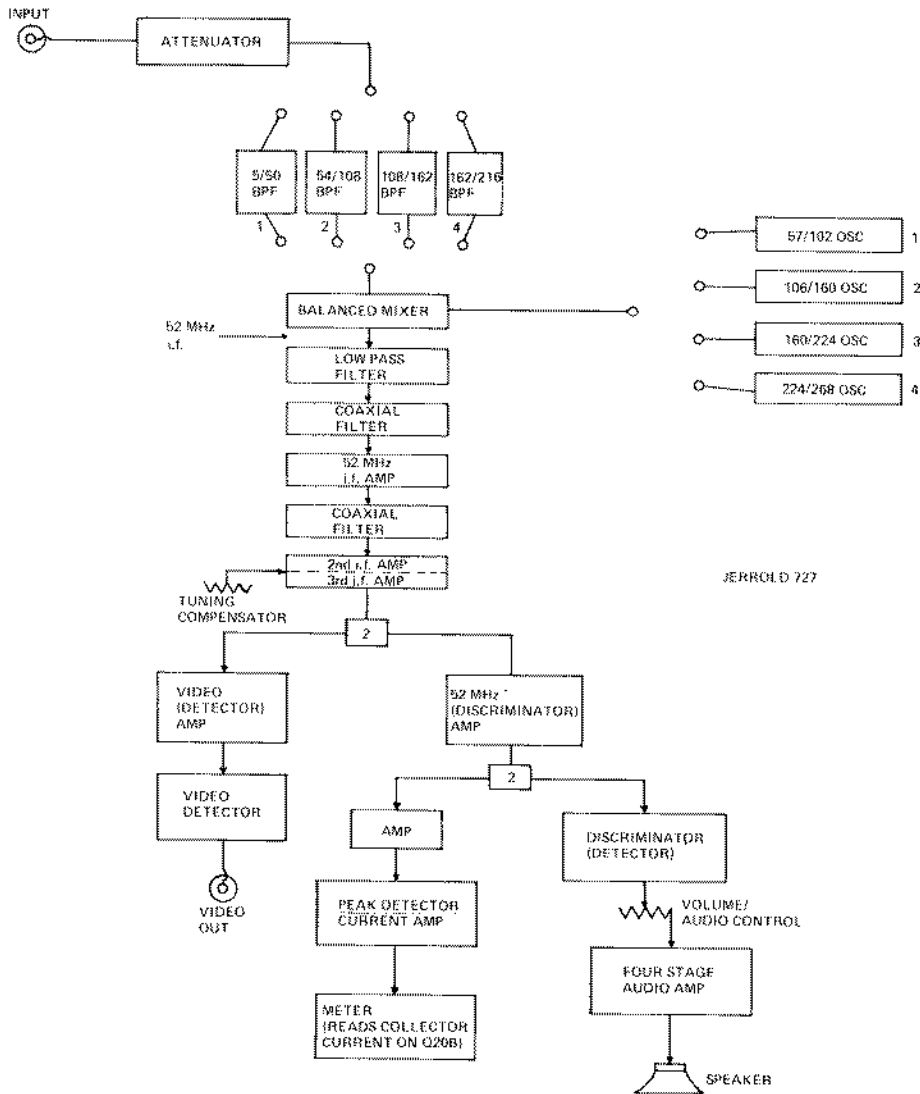 INPUT
ATTENUATOR
5/50
BPF
54/108
BPF
108/162
BPF
162/216
BPF
1
2
3
4
57/102 OSC
1
106/160 OSC
2
160/224 OSC
3
224/268 OSC
4
BALANCED MIXER
52 MHz
i.f.
LOW PASS
FILTER
COAXIAL
FILTER
52 MHz
i.f. AMP
COAXIAL
FILTER
2nd i.f. AMP
3rd i.f. AMP
TUNING
COMPENSATOR
JERROLD 727
2
VIDEO
(DETECTOR)
AMP
52 MHz
(DISCRIMINATOR)
AMP
VIDEO
DETECTOR
2
AMP
DISCRIMINATOR
(DETECTOR)
VIDEO
OUT
PEAK DETECTOR
CURRENT AMP
VOLUME/
AUDIO CONTROL
FOUR STAGE
AUDIO AMP
METER
(READS COLLECTOR
CURRENT ON Q20B)
SPEAKER